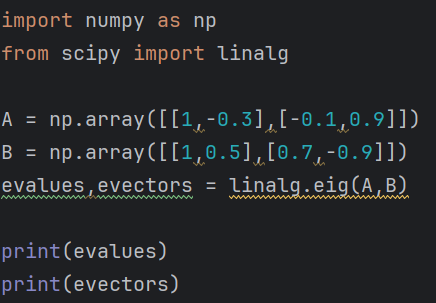 import numpy as np
from scipy import linalg
A = np.array([[1,-0.3],[-0.1,0.9]])
B = np.array([[1,0.5],[0.7,-0.9]])
evalues,evectors = linalg.eig(A,B)
print(evalues)
print(evectors)